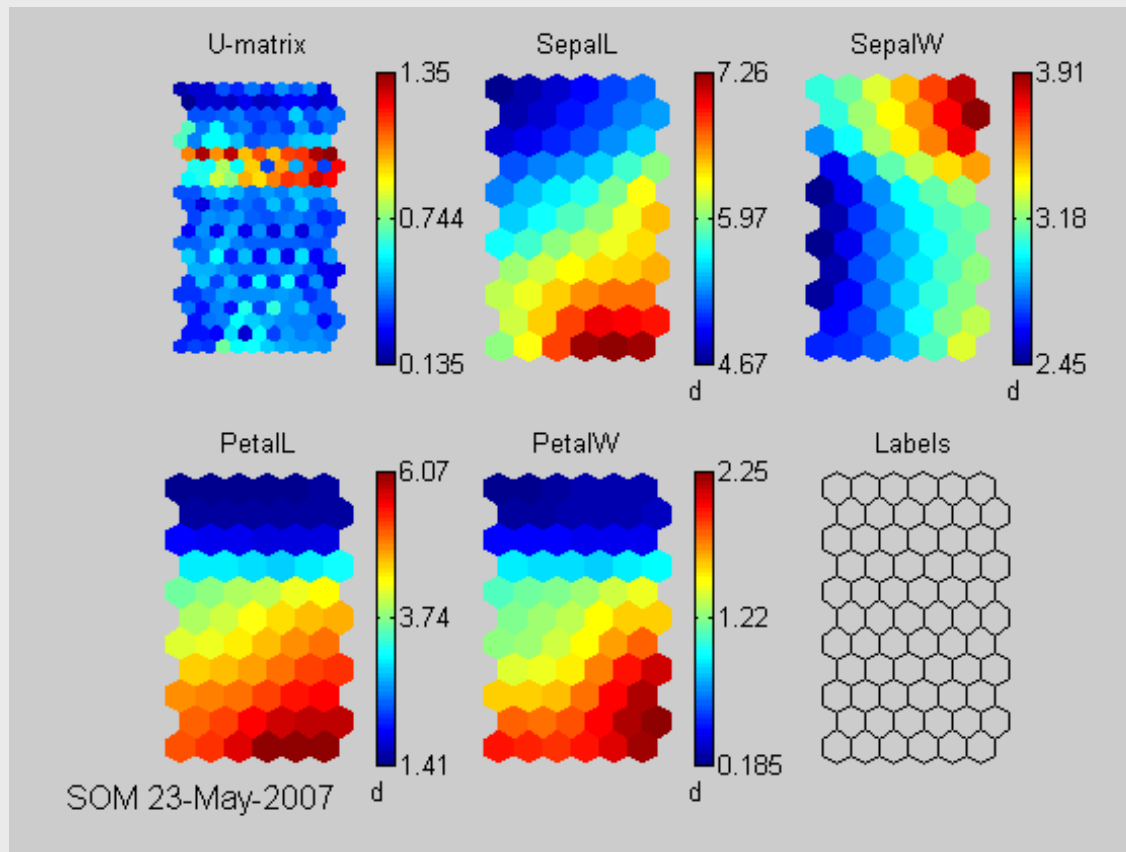 U-matrix
1.35
0.744
0.135
SepalL
7.26
5.97
4.67
d
SepalW
3.91
3.18
2.45
d
PetalL
6.07
3.74
1.41
d
PetalW
2.25
1.22
0.185
d
Labels
SOM 23-May-2007